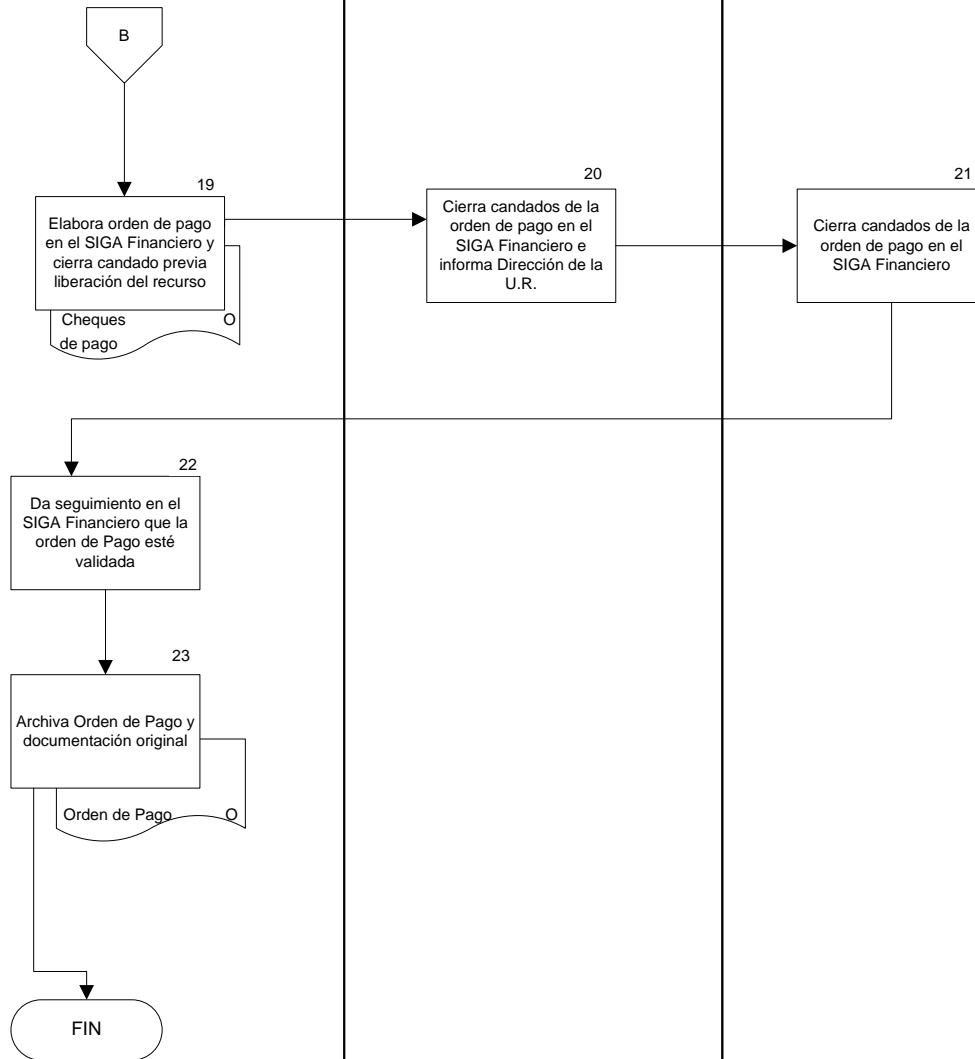 B
19
Elabora orden de pago
en el SIGA Financiero y
cierra candado previa
liberación del recurso
Cheques O
de pago
20
Cierra candados de la
orden de pago en el
SIGA Financiero e
informa Dirección de la
U.R.
21
Cierra candados de la
orden de pago en el
SIGA Financiero
22
Da seguimiento en el
SIGA Financiero que la
orden de Pago esté
validada
23
Archiva Orden de Pago y
documentación original
Orden de Pago O
FIN